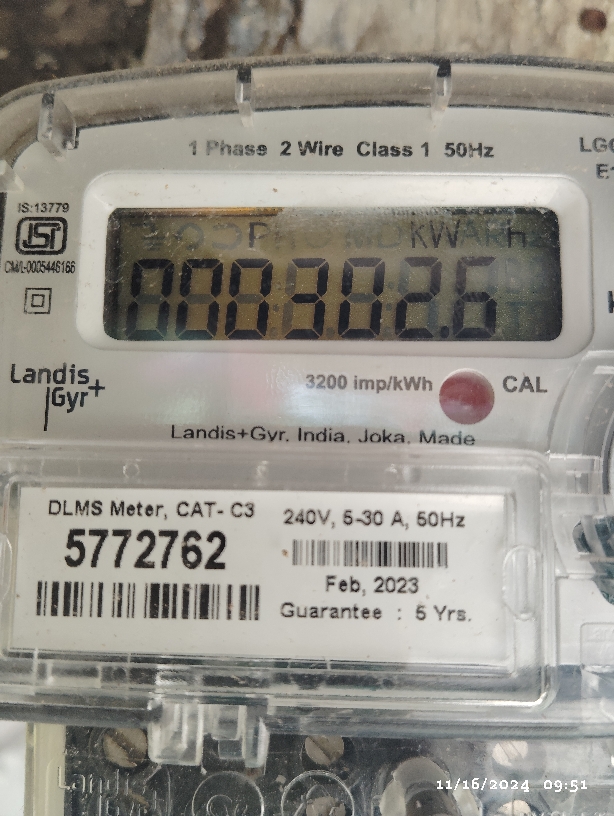 1 Phase 2 Wire Class 1 50Hz
IS:13779
ISI
CM/L-0005446166
000302.6
Landis
Gyr+
3200 imp/kWh
CAL
Landis+Gyr, India, Joka, Made
DLMS Meter, CAT- C3
5772762
240V, 5-30 A, 50Hz
Feb, 2023
Guarantee : 5 Yrs.
11/16/2024 09:51